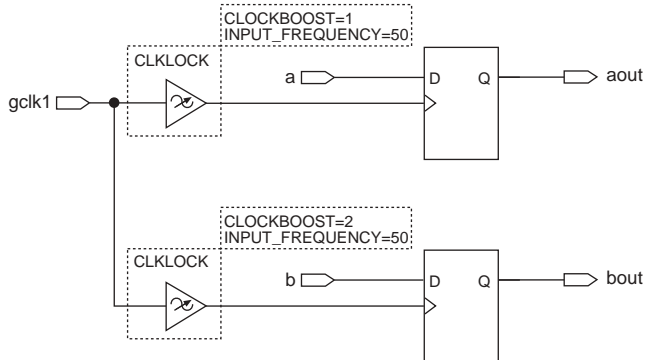 CLOCKBOOST=1
INPUT_FREQUENCY=50
CLKLOCK
a
D
Q
aout
gclk1
CLOCKBOOST=2
INPUT_FREQUENCY=50
CLKLOCK
b
D
Q
bout